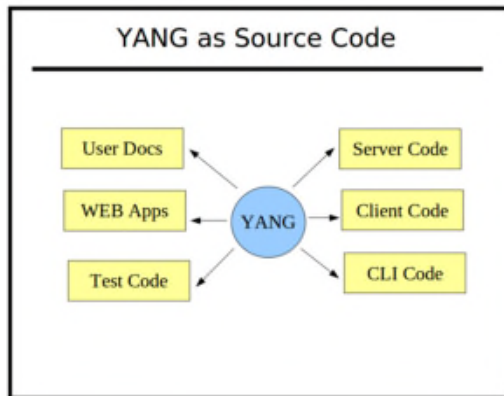 YANG as Source Code
User Docs
Server Code
WEB Apps
YANG
Client Code
Test Code
CLI Code